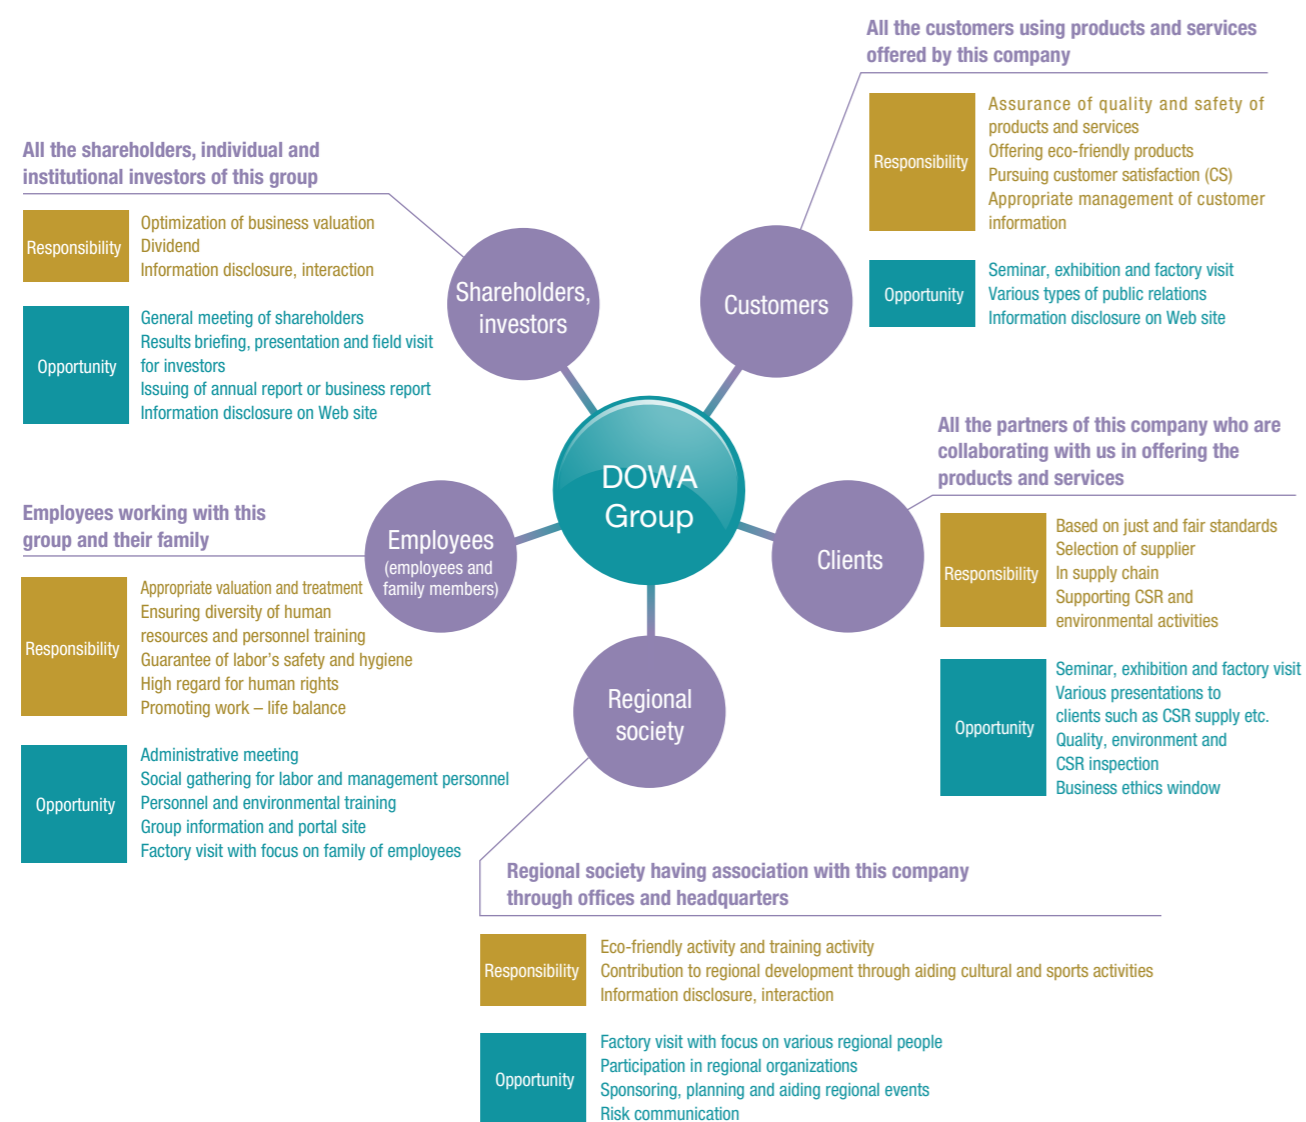 All the customers using products and services
offered by this company
Responsibility
Assurance of quality and safety of
products and services
Offering eco-friendly products
Pursuing customer satisfaction (CS)
Appropriate management of customer
information
Opportunity
Seminar, exhibition and factory visit
Various types of public relations
Information disclosure on Web site
All the shareholders, individual and
institutional investors of this group
Responsibility
Optimization of business valuation
Dividend
Information disclosure, interaction
Opportunity
General meeting of shareholders
Results briefing, presentation and field visit
for investors
Issuing of annual report or business report
Information disclosure on Web site
Shareholders,
investors
Customers
DOWA
Group
Employees
(employees and
family members)
Clients
Regional
society
All the partners of this company who are
collaborating with us in offering the
products and services
Responsibility
Based on just and fair standards
Selection of supplier
In supply chain
Supporting CSR and
environmental activities
Opportunity
Seminar, exhibition and factory visit
Various presentations to
clients such as CSR supply etc.
Quality, environment and
CSR inspection
Business ethics window
Employees working with this
group and their family
Responsibility
Appropriate valuation and treatment
Ensuring diversity of human
resources and personnel training
Guarantee of labor's safety and hygiene
High regard for human rights
Promoting work – life balance
Opportunity
Administrative meeting
Social gathering for labor and management personnel
Personnel and environmental training
Group information and portal site
Factory visit with focus on family of employees
Regional society having association with this company
through offices and headquarters
Responsibility
Eco-friendly activity and training activity
Contribution to regional development through aiding cultural and sports activities
Information disclosure, interaction
Opportunity
Factory visit with focus on various regional people
Participation in regional organizations
Sponsoring, planning and aiding regional events
Risk communication